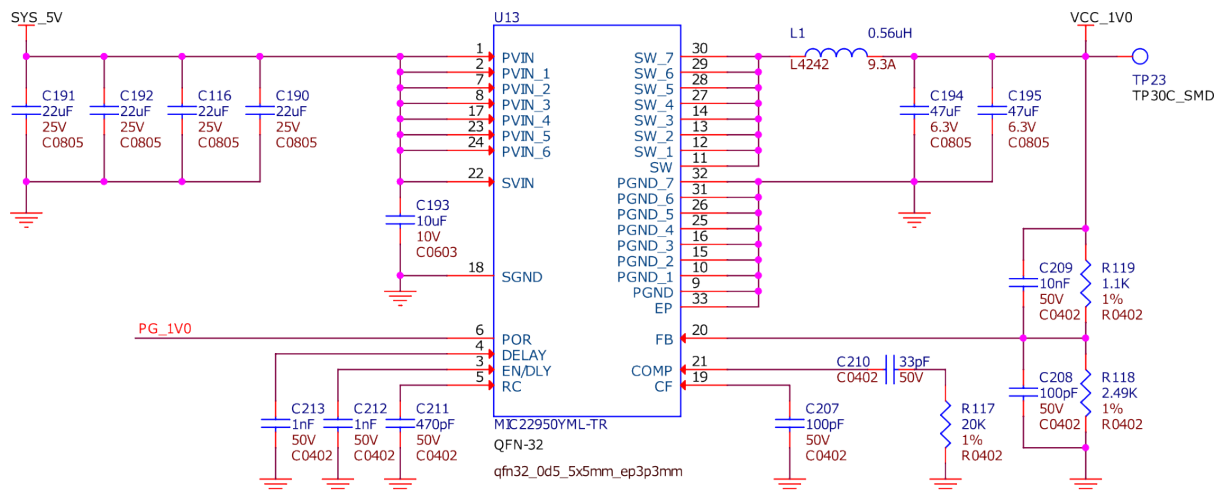 SYS_5V
U13
VCC_1V0
L1
0.56uH
L4242
9.3A
TP23
TP30C_SMD
C191
22uF
25V
C0805
C192
22uF
25V
C0805
C116
22uF
25V
C0805
C190
22uF
25V
C0805
1 PVIN
2 PVIN_1
7 PVIN_2
8 PVIN_3
17 PVIN_4
23 PVIN_5
24 PVIN_6
22 SVIN
18 SGND
6 POR
4 DELAY
3 EN/DLY
5 RC
SW_7 30
SW_6 29
SW_5 28
SW_4 27
SW_3 14
SW_2 13
SW_1 12
SW 11
PGND_7 32
PGND_6 31
PGND_5 26
PGND_4 25
PGND_3 16
PGND_2 15
PGND_1 10
PGND 9
EP 33
FB 20
COMP 21
CF 19
C194
47uF
6.3V
C0805
C195
47uF
6.3V
C0805
C193
10uF
10V
C0603
PG_1V0
C209
10nF
50V
C0402
R119
1.1K
1%
R0402
C210
C0402
33pF
50V
C208
100pF
50V
C0402
R118
2.49K
1%
R0402
C213
1nF
50V
C0402
C212
1nF
50V
C0402
C211
470pF
50V
C0402
C207
100pF
50V
C0402
R117
20K
1%
R0402
MIC22950YML-TR
QFN-32
qfn32_0d5_5x5mm_ep3p3mm